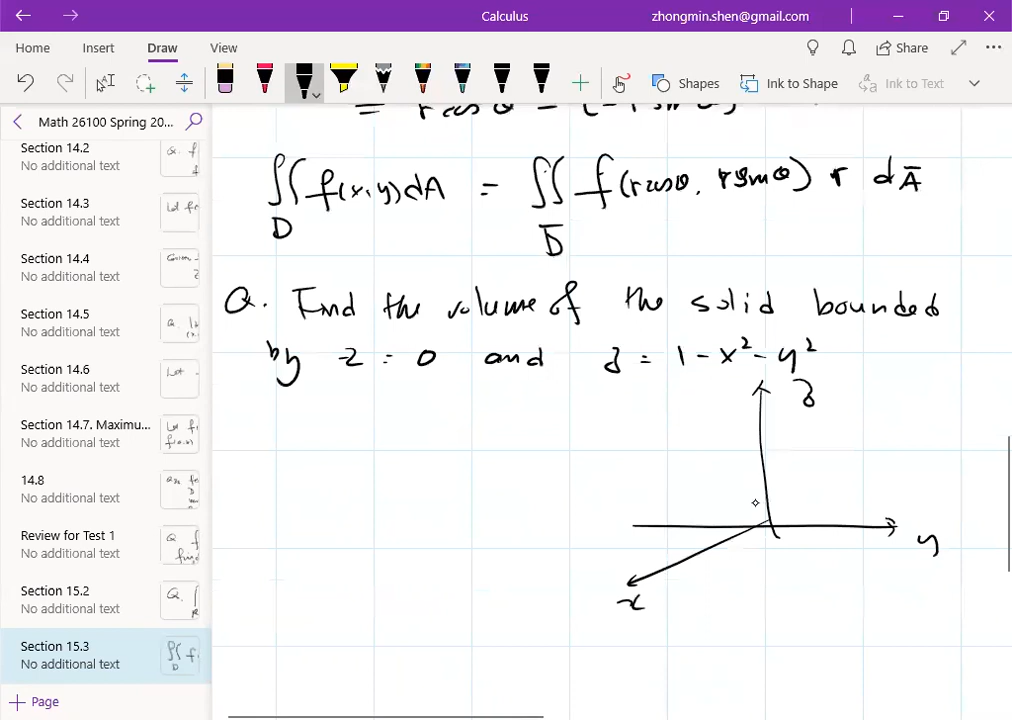 Calculus
zhongmin.shen@gmail.com
Home Insert Draw View
Share
Shapes Ink to Shape Ink to Text
Math 26100 Spring 20...
Section 14.2
No additional text
Section 14.3
No additional text
Section 14.4
No additional text
Section 14.5
No additional text
Section 14.6
No additional text
Section 14.7. Maximu...
No additional text
14.8
No additional text
Review for Test 1
No additional text
Section 15.2
No additional text
Section 15.3
No additional text
+ Page
∬_D f(x,y) dA = ∬_D̄ f(r cosθ, r sinθ) r dĀ
Q. Find the volume of the solid bounded
by z = 0 and z = 1 - x² - y²
z
y
x